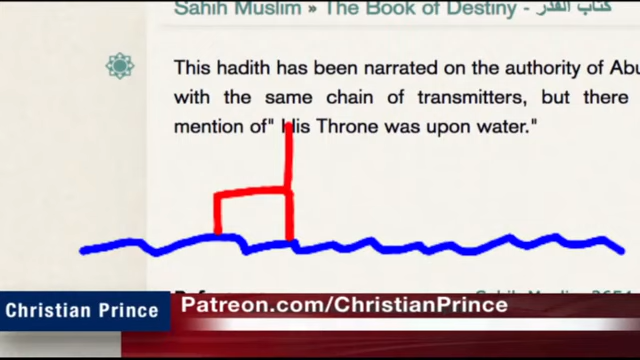 Sahih Muslim » The Book of Destiny - كتاب القدر
This hadith has been narrated on the authority of
with the same chain of transmitters, but there
mention of" His Throne was upon water."
Christian Prince
Patreon.com/ChristianPrince